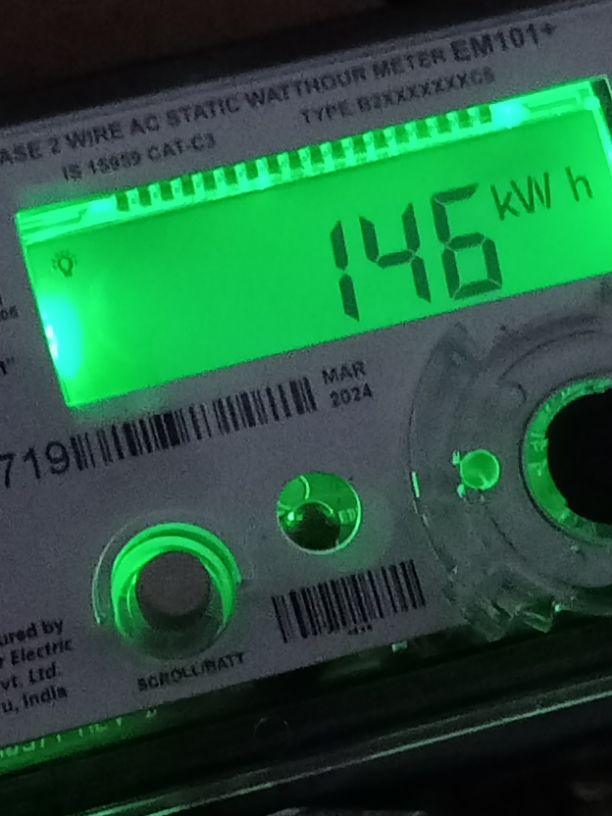 ASE 2 WIRE AC STATIC WATTHOUR METER EM101+
IS 15959 CAT-C3
TYPE B2XXXXXXXCS
146 kW h
MAR
2024
719
SCROLL/BATT
ured by
r Electric
vt. Ltd.
u, India